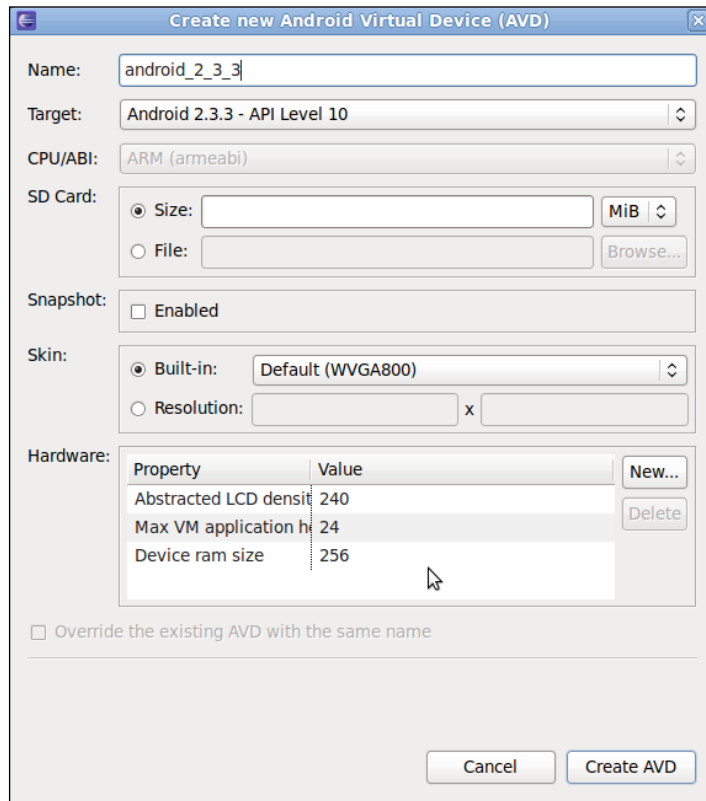 Create new Android Virtual Device (AVD)
Name: android_2_3_3
Target: Android 2.3.3 - API Level 10
CPU/ABI: ARM (armeabi)
SD Card:
Size: MiB
File: Browse...
Snapshot:
Enabled
Skin:
Built-in: Default (WVGA800)
Resolution: x
Hardware:
Property Value New...
Abstracted LCD densit 240
Delete
Max VM application h 24
Device ram size 256
Override the existing AVD with the same name
Cancel Create AVD